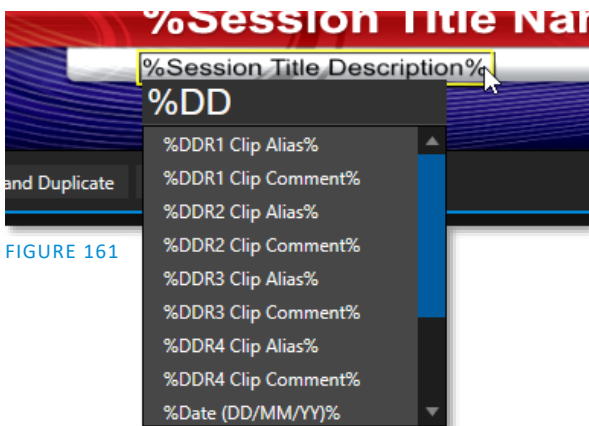 %Session Title Nar
%Session Title Description%
%DD
%DDR1 Clip Alias%
%DDR1 Clip Comment%
and Duplicate
%DDR2 Clip Alias%
%DDR2 Clip Comment%
FIGURE 161
%DDR3 Clip Alias%
%DDR3 Clip Comment%
%DDR4 Clip Alias%
%DDR4 Clip Comment%
%Date (DD/MM/YY)%